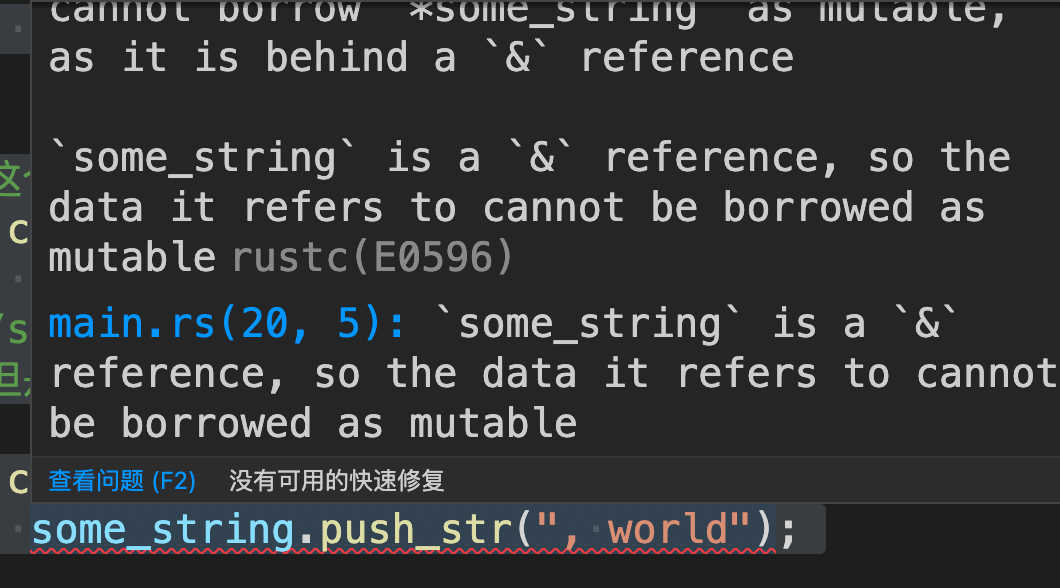 cannot borrow `*some_string` as mutable,
as it is behind a `&` reference
`some_string` is a `&` reference, so the
data it refers to cannot be borrowed as
mutable rustc(E0596)
main.rs(20, 5): `some_string` is a `&`
reference, so the data it refers to cannot
be borrowed as mutable
查看问题 (F2) 没有可用的快速修复
some_string.push_str(", world");